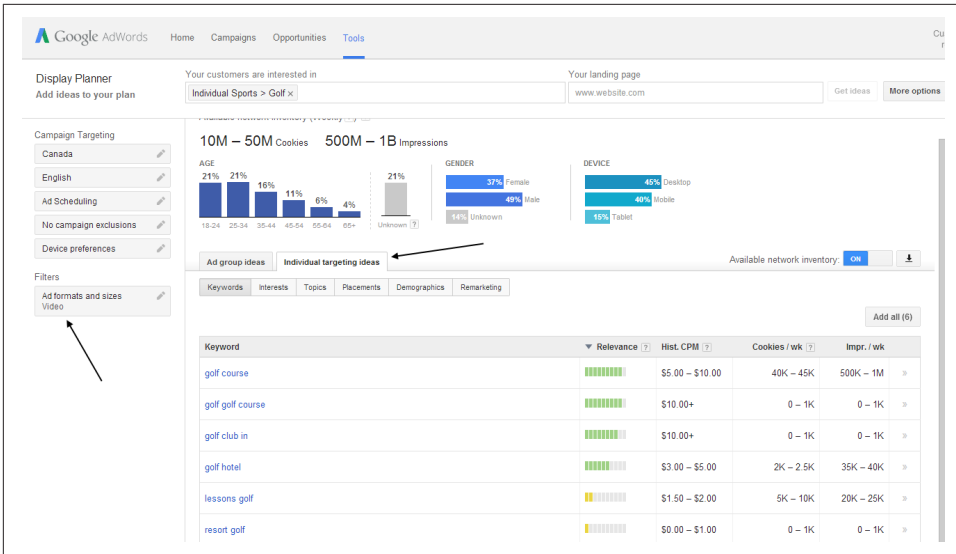 Google AdWords Home Campaigns Opportunities Tools
Cu
Display Planner
Add ideas to your plan
Your customers are interested in
Individual Sports > Golf ×
Your landing page
www.website.com
Get ideas
More options
Campaign Targeting
Canada
English
Ad Scheduling
No campaign exclusions
Device preferences
Filters
Ad formats and sizes
Video
10M – 50M Cookies 500M – 1B Impressions
AGE
21% 21% 16% 11% 6% 4% 21%
18-24 25-34 35-44 45-54 55-64 65+ Unknown ?
GENDER
37% Female
49% Male
14% Unknown
DEVICE
45% Desktop
40% Mobile
15% Tablet
Ad group ideas Individual targeting ideas
Available network inventory: ON
Keywords Interests Topics Placements Demographics Remarketing
Add all (6)
Keyword Relevance ? Hist. CPM ? Cookies / wk ? Impr. / wk
golf course $5.00 – $10.00 40K – 45K 500K – 1M »
golf golf course $10.00+ 0 – 1K 0 – 1K »
golf club in $10.00+ 0 – 1K 0 – 1K »
golf hotel $3.00 – $5.00 2K – 2.5K 35K – 40K »
lessons golf $1.50 – $2.00 5K – 10K 20K – 25K »
resort golf $0.00 – $1.00 0 – 1K 0 – 1K »